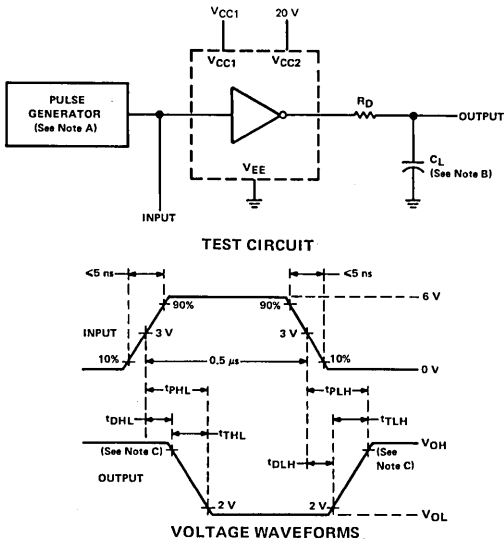 VCC1 20 V
VCC1 VCC2
PULSE
GENERATOR
(See Note A)
RD
OUTPUT
CL
(See Note B)
VEE
INPUT
TEST CIRCUIT
≤5 ns ≤5 ns
90% 90% 6 V
INPUT 3 V 3 V
10% 0.5 μs 10%
0 V
tPHL tPLH
tDHL tTHL tTLH
(See Note C) (See Note C) VOH
OUTPUT tDLH
2 V 2 V
VOL
VOLTAGE WAVEFORMS